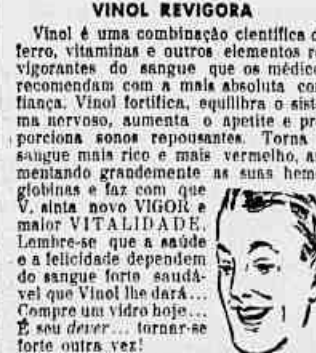 VINOL REVIGORA
Vinol é uma combinação científica d
ferro, vitaminas e outros elementos r
vigorantes do sangue que os médico
recomendam com a mais absoluta con
fiança. Vinol fortifica, equilibra o sist
ma nervoso, aumenta o apetite e pr
porciona sonos repousantes. Torna
sangue mais rico e mais vermelho, a
mentando grandemente as suas hem
globinas e faz com que
V. sinta novo VIGOR e
maior VITALIDADE.
Lembre-se que a saúde
e a felicidade dependem
do sangue forte saudá-
vel que Vinol lhe dará...
Compre um vidro hoje...
É seu dever... tornar-se
forte outra vez!